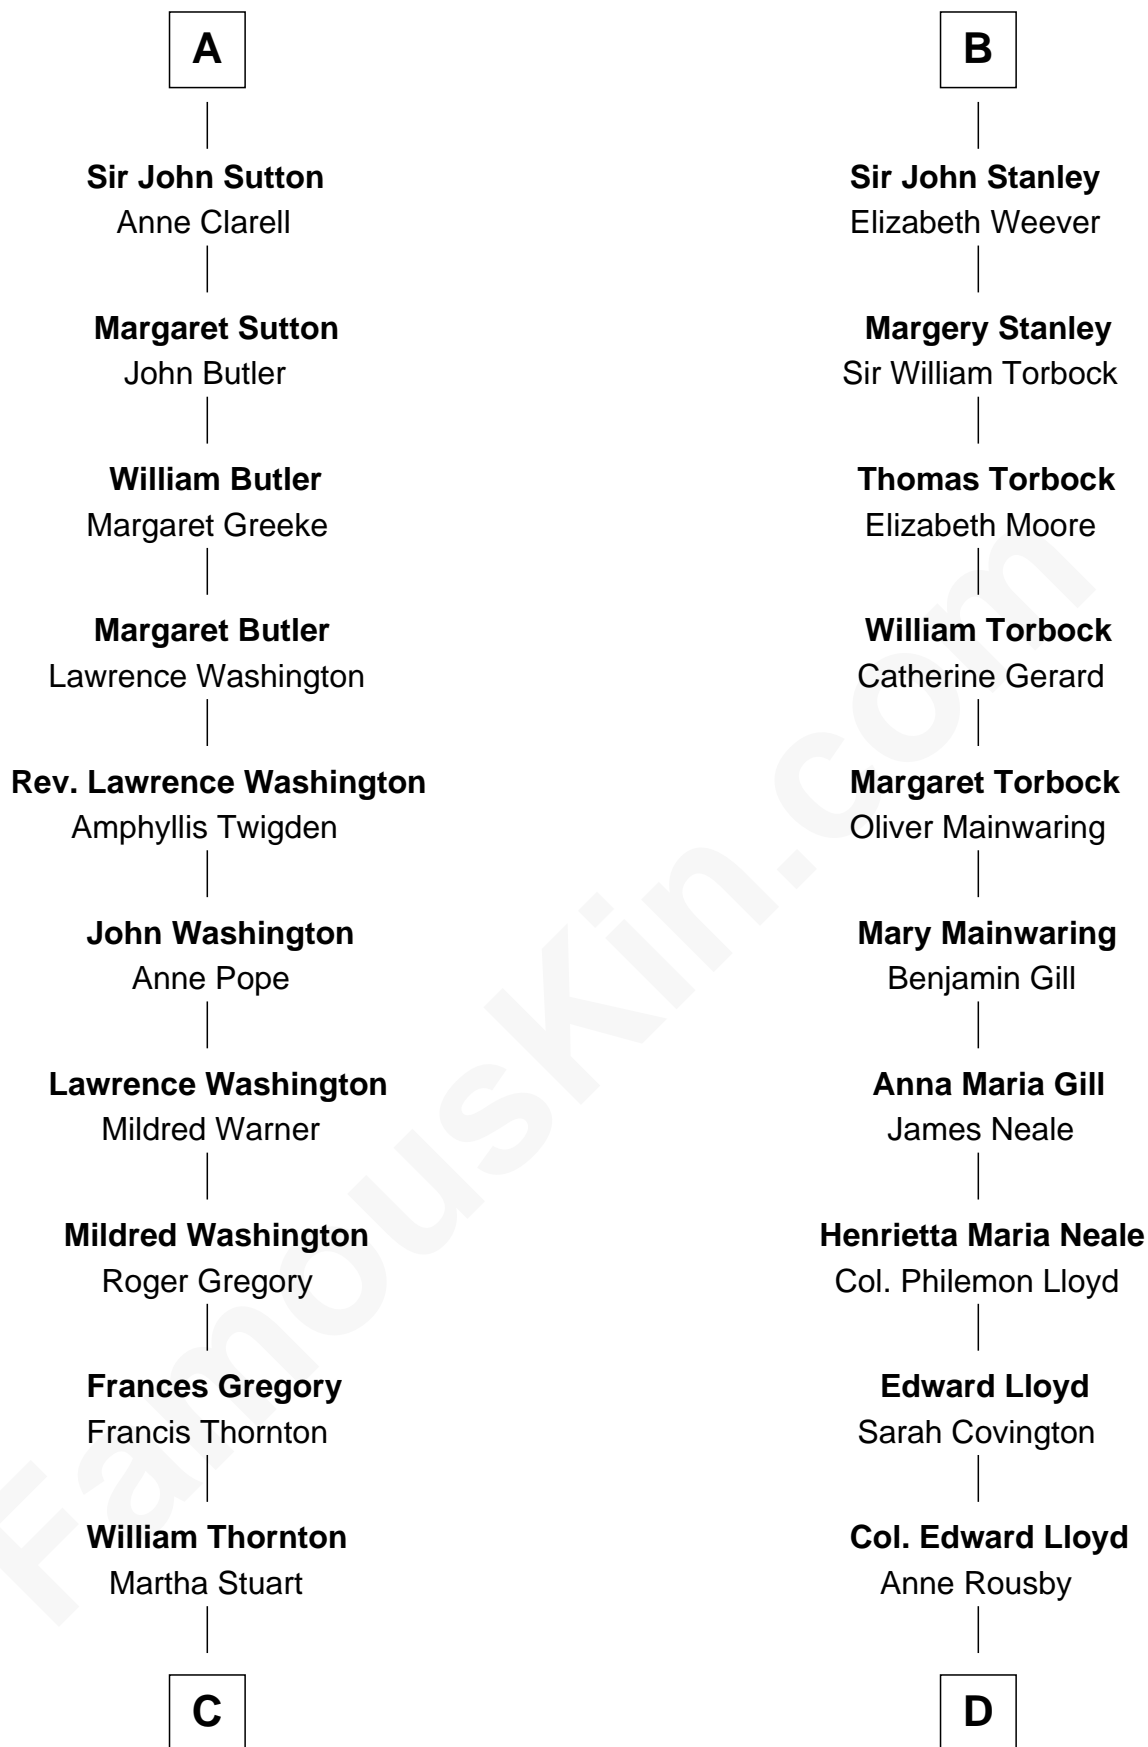 A
Sir John Sutton
Anne Clarell
Margaret Sutton
John Butler
William Butler
Margaret Greeke
Margaret Butler
Lawrence Washington
Rev. Lawrence Washington
Amphyllis Twigden
John Washington
Anne Pope
Lawrence Washington
Mildred Warner
Mildred Washington
Roger Gregory
Frances Gregory
Francis Thornton
William Thornton
Martha Stuart
C
B
Sir John Stanley
Elizabeth Weever
Margery Stanley
Sir William Torbock
Thomas Torbock
Elizabeth Moore
William Torbock
Catherine Gerard
Margaret Torbock
Oliver Mainwaring
Mary Mainwaring
Benjamin Gill
Anna Maria Gill
James Neale
Henrietta Maria Neale
Col. Philemon Lloyd
Edward Lloyd
Sarah Covington
Col. Edward Lloyd
Anne Rousby
D
FamousKin.com